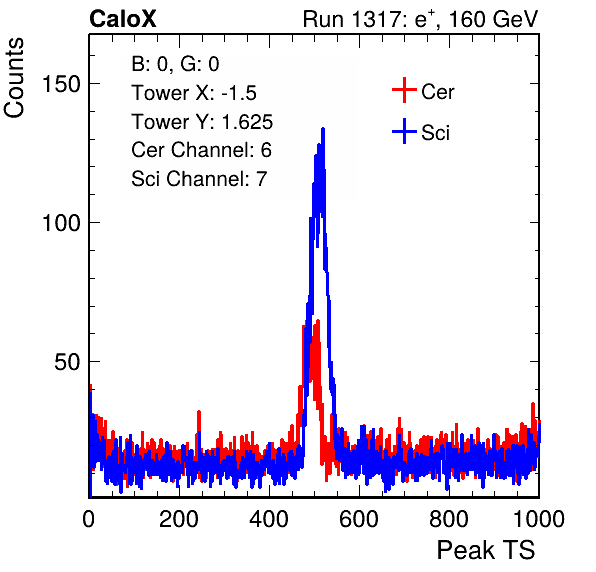 CaloX
Run 1317: e+, 160 GeV
Counts
B: 0, G: 0
Tower X: -1.5
Tower Y: 1.625
Cer Channel: 6
Sci Channel: 7
Cer
Sci
150
100
50
0 200 400 600 800 1000
Peak TS